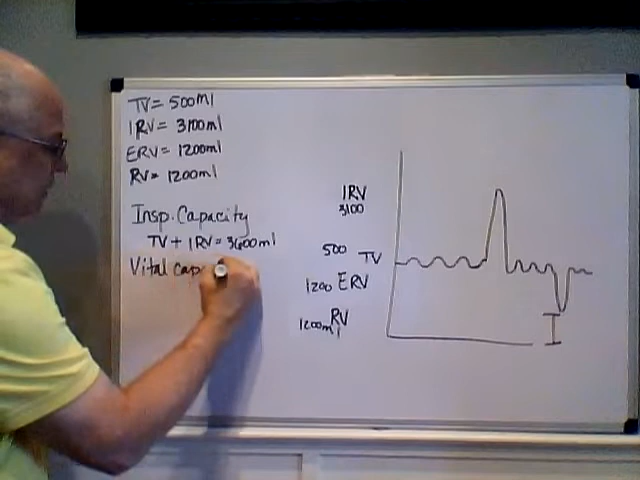 TV = 500ml
IRV = 3100ml
ERV = 1200ml
RV = 1200ml
Insp. Capacity
TV + IRV = 3600ml
Vital cap
IRV
3100
500 TV
1200 ERV
RV
1200ml